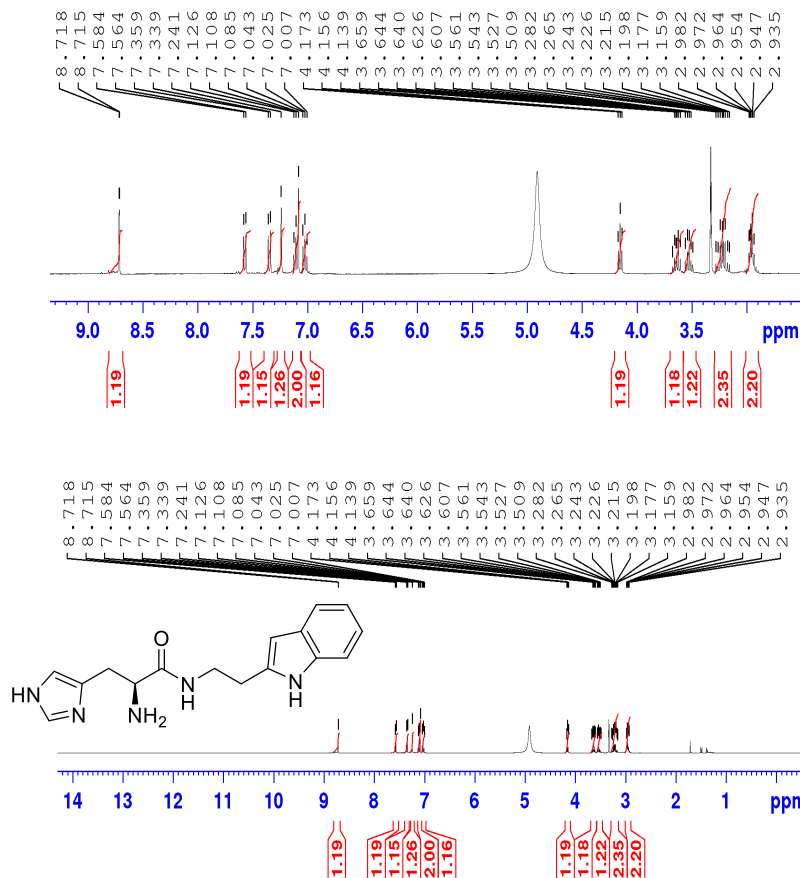 8.718 8.715 7.584 7.564 7.359 7.339 7.241 7.126 7.108 7.085 7.043 7.025 7.007 4.173 4.156 4.139 3.659 3.644 3.640 3.626 3.607 3.561 3.543 3.527 3.509 3.282 3.265 3.243 3.226 3.215 3.198 3.177 3.159 2.982 2.972 2.964 2.954 2.947 2.935
9.0 8.5 8.0 7.5 7.0 6.5 6.0 5.5 5.0 4.5 4.0 3.5 ppm
1.19 1.19 1.15 1.26 2.00 1.16 1.19 1.18 1.22 2.35 2.20
8.718 8.715 7.584 7.564 7.359 7.339 7.241 7.126 7.108 7.085 7.043 7.025 7.007 4.173 4.156 4.139 3.659 3.644 3.640 3.626 3.607 3.561 3.543 3.527 3.509 3.282 3.265 3.243 3.226 3.215 3.198 3.177 3.159 2.982 2.972 2.964 2.954 2.947 2.935
O
HN
N
NH2
N
H
N
H
14 13 12 11 10 9 8 7 6 5 4 3 2 1 ppm
1.19 1.19 1.15 1.26 2.00 1.16 1.19 1.18 1.22 2.35 2.20